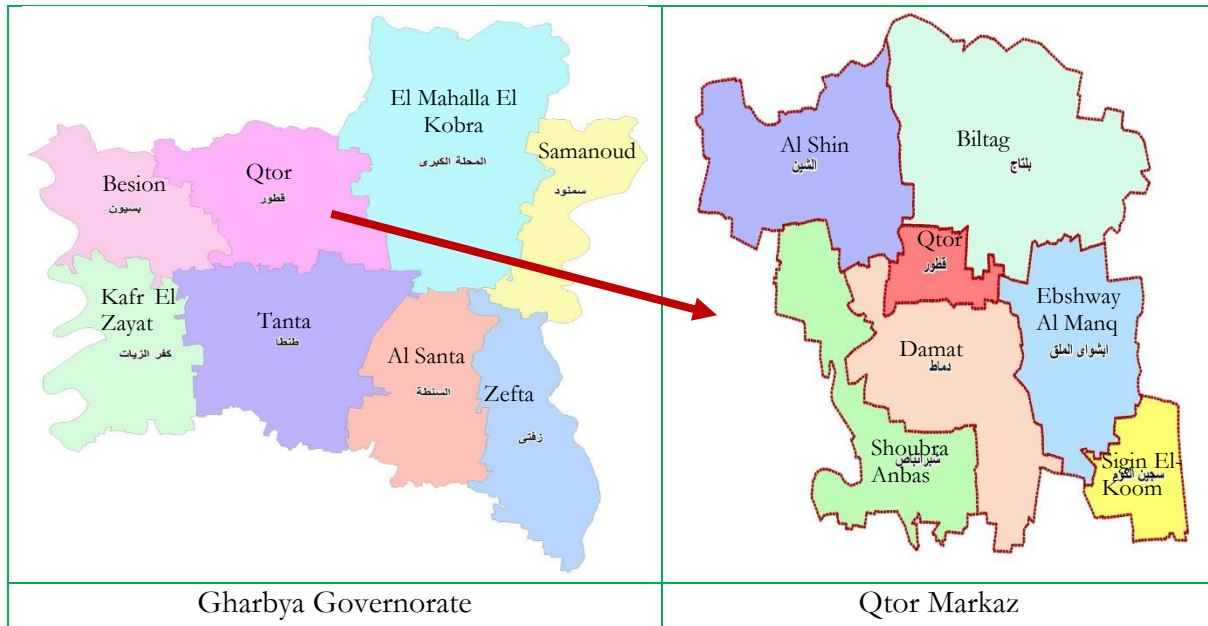 El Mahalla El
Kobra
المحلة الكبرى
Samanoud
سمنود
Qtor
قطور
Besion
بسيون
Kafr El
Zayat
كفر الزيات
Tanta
طنطا
Al Santa
السنطة
Zefta
زفتى
Gharbya Governorate
Al Shin
الشين
Biltag
بلتاج
Qtor
قطور
Ebshway
Al Manq
ابشواى الملق
Damat
دماط
Shoubra
شبراتباص
Anbas
Sigin El-
سجين الكوم
Koom
Qtor Markaz